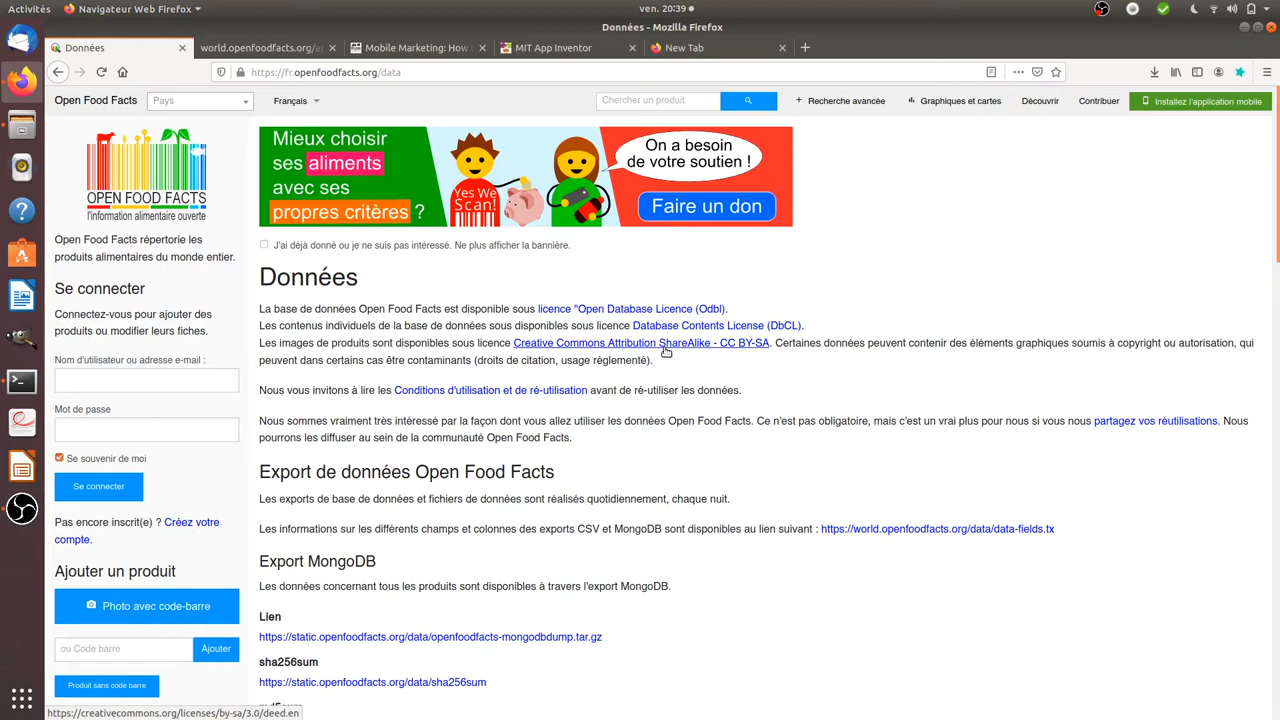 Activités
Navigateur Web Firefox
ven. 20:39
Données - Mozilla Firefox
Données
world.openfoodfacts.org/a
Mobile Marketing: How
MIT App Inventor
New Tab
https://fr.openfoodfacts.org/data
Open Food Facts
Pays
Français
Chercher un produit
Recherche avancée
Graphiques et cartes
Découvrir
Contribuer
Installez l'application mobile
OPEN FOOD FACTS
l'information alimentaire ouverte
Mieux choisir
ses aliments
avec ses
propres critères ?
Yes We
Scan!
On a besoin
de votre soutien !
Faire un don
J'ai déjà donné ou je ne suis pas intéressé. Ne plus afficher la bannière.
Open Food Facts répertorie les
produits alimentaires du monde entier.
Se connecter
Connectez-vous pour ajouter des
produits ou modifier leurs fiches.
Nom d'utilisateur ou adresse e-mail :
Mot de passe
Se souvenir de moi
Se connecter
Pas encore inscrit(e) ? Créez votre
compte.
Ajouter un produit
Photo avec code-barre
ou Code barre
Ajouter
Produit sans code barre
Données
La base de données Open Food Facts est disponible sous licence "Open Database Licence (Odbl).
Les contenus individuels de la base de données sous disponibles sous licence Database Contents License (DbCL).
Les images de produits sont disponibles sous licence Creative Commons Attribution ShareAlike - CC BY-SA. Certaines données peuvent contenir des éléments graphiques soumis à copyright ou autorisation, qui
peuvent dans certains cas être contaminants (droits de citation, usage réglementé).
Nous vous invitons à lire les Conditions d'utilisation et de ré-utilisation avant de ré-utiliser les données.
Nous sommes vraiment très intéressé par la façon dont vous allez utiliser les données Open Food Facts. Ce n'est pas obligatoire, mais c'est un vrai plus pour nous si vous nous partagez vos réutilisations. Nous
pourrons les diffuser au sein de la communauté Open Food Facts.
Export de données Open Food Facts
Les exports de base de données et fichiers de données sont réalisés quotidiennement, chaque nuit.
Les informations sur les différents champs et colonnes des exports CSV et MongoDB sont disponibles au lien suivant : https://world.openfoodfacts.org/data/data-fields.tx
Export MongoDB
Les données concernant tous les produits sont disponibles à travers l'export MongoDB.
Lien
https://static.openfoodfacts.org/data/openfoodfacts-mongodbdump.tar.gz
sha256sum
https://static.openfoodfacts.org/data/sha256sum
https://creativecommons.org/licenses/by-sa/3.0/deed.en